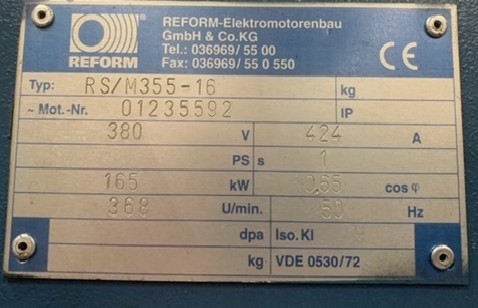 REFORM-Elektromotorenbau
GmbH & Co.KG
Tel.: 036969/ 55 00
Fax: 036969/ 55 0 550
CE
REFORM
Typ: RS/M355-16 kg
~ Mot.-Nr. 01235592 IP
380 V 424 A
PS s 1
165 kW 0,65 cos φ
368 U/min. 50 Hz
dpa Iso.Kl
kg VDE 0530/72